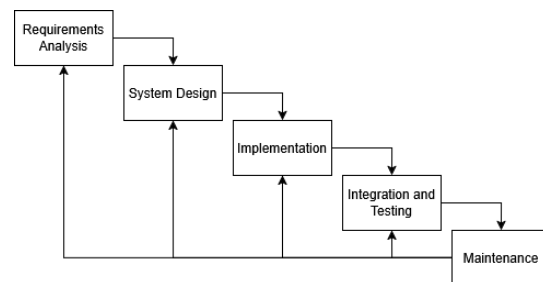 Requirements
Analysis
System Design
Implementation
Integration and
Testing
Maintenance